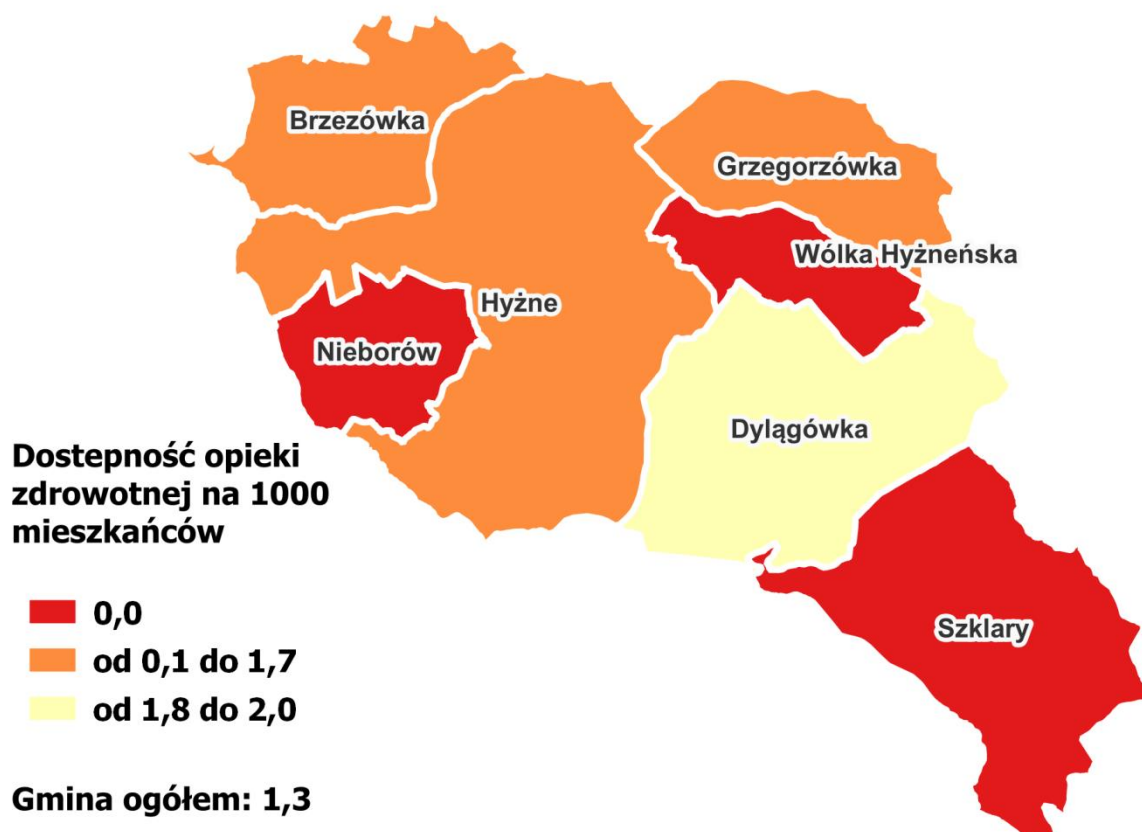 Brzezówka
Grzegorzówka
Wólka Hyżneńska
Hyżne
Nieborów
Dylągówka
Szklary
Dostepność opieki
zdrowotnej na 1000
mieszkańców
0,0
od 0,1 do 1,7
od 1,8 do 2,0
Gmina ogółem: 1,3